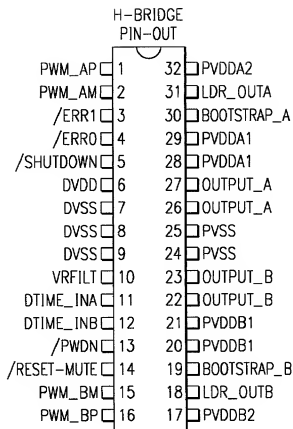 H-BRIDGE
PIN-OUT
PWM_AP 1 32 PVDDA2
PWM_AM 2 31 LDR_OUTA
/ERR1 3 30 BOOTSTRAP_A
/ERR0 4 29 PVDDA1
/SHUTDOWN 5 28 PVDDA1
DVDD 6 27 OUTPUT_A
DVSS 7 26 OUTPUT_A
DVSS 8 25 PVSS
DVSS 9 24 PVSS
VRFILT 10 23 OUTPUT_B
DTIME_INA 11 22 OUTPUT_B
DTIME_INB 12 21 PVDDB1
/PWDN 13 20 PVDDB1
/RESET-MUTE 14 19 BOOTSTRAP_B
PWM_BM 15 18 LDR_OUTB
PWM_BP 16 17 PVDDB2